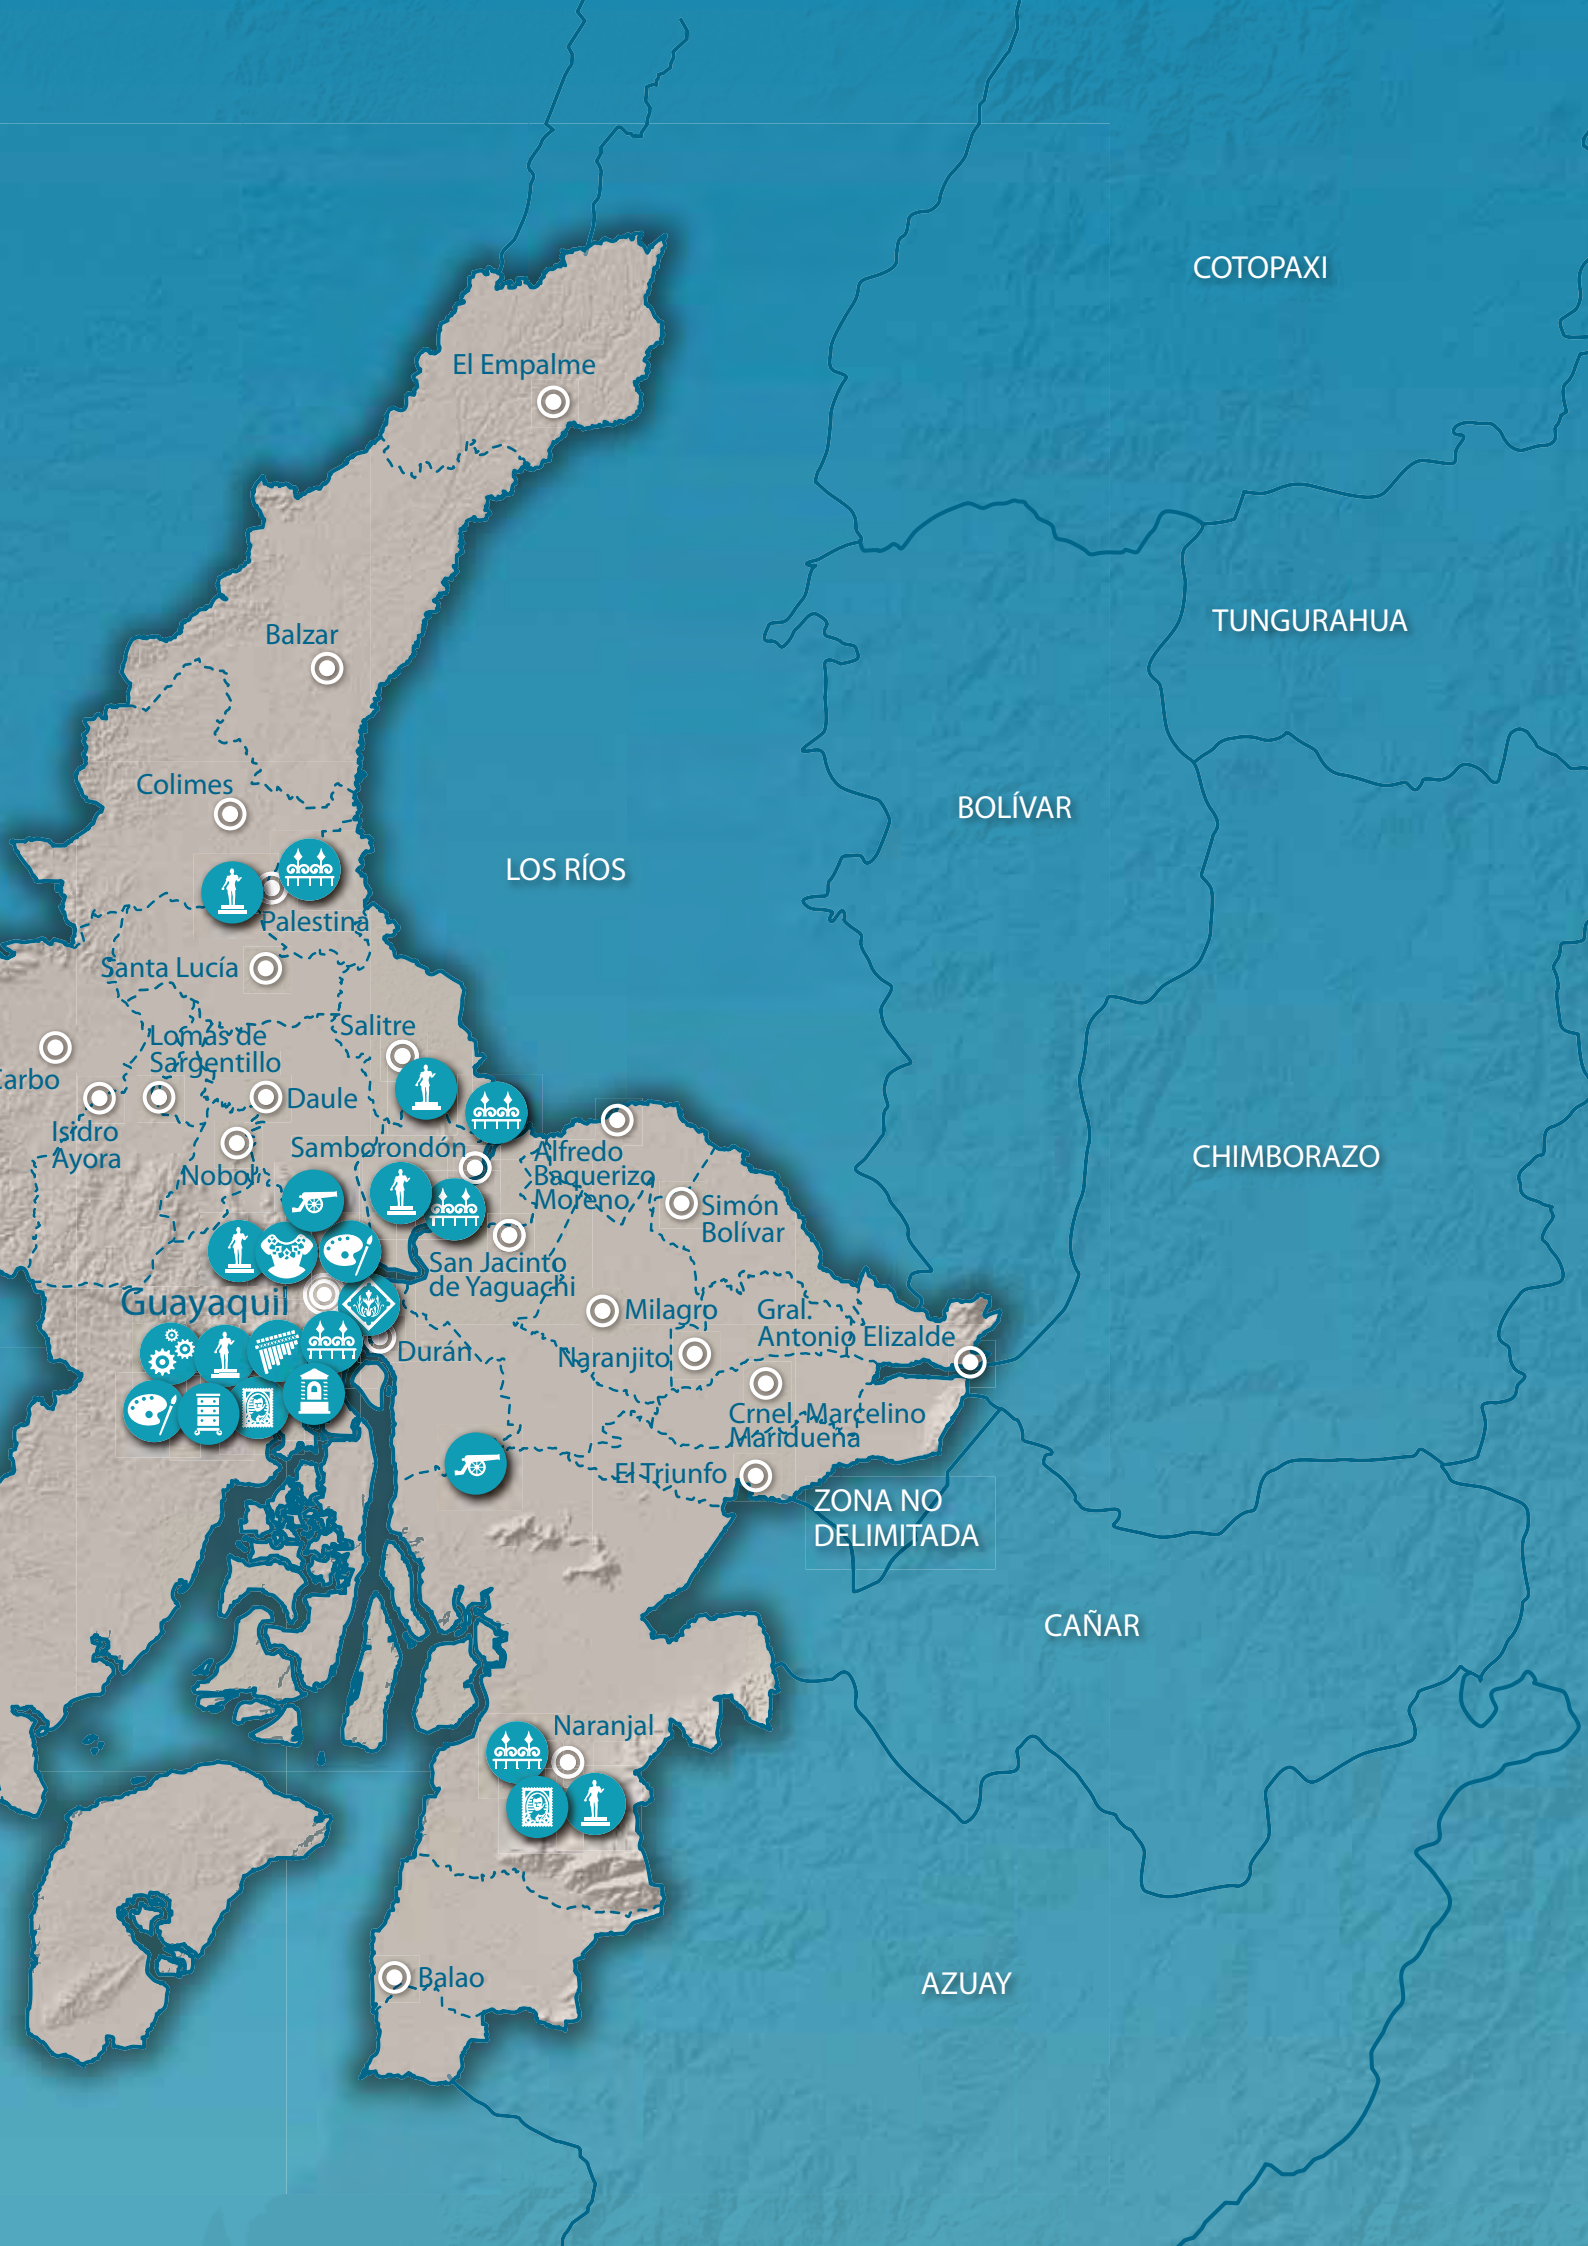 COTOPAXI
El Empalme
TUNGURAHUA
Balzar
Colimes
BOLÍVAR
LOS RÍOS
Palestina
Santa Lucía
Salitre
Lomas de
Sargentillo
arbo
Daule
Isidro
Ayora
Samborondón
Nobol
Alfredo
Baquerizo
Moreno
CHIMBORAZO
Simón
Bolívar
San Jacinto
de Yaguachi
Guayaquil
Milagro
Gral.
Antonio Elizalde
Durán
Naranjito
Crnel. Marcelino
Maridueña
El Triunfo
ZONA NO
DELIMITADA
CAÑAR
Naranjal
Balao
AZUAY